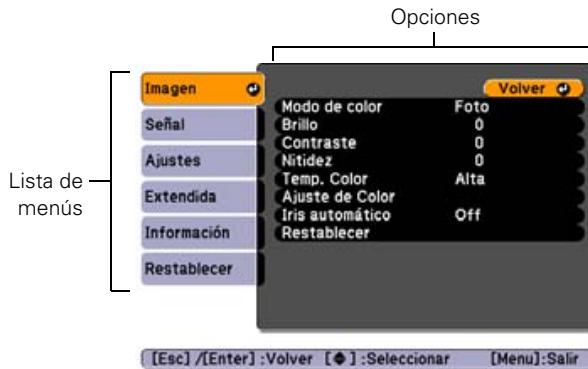 Opciones
Lista de
menús
Imagen
Señal
Ajustes
Extendida
Información
Restablecer
Volver
Modo de color Foto
Brillo 0
Contraste 0
Nitidez 0
Temp. Color Alta
Ajuste de Color
Iris automático Off
Restablecer
[Esc] /[Enter] :Volver [◆] :Seleccionar [Menu]:Salir